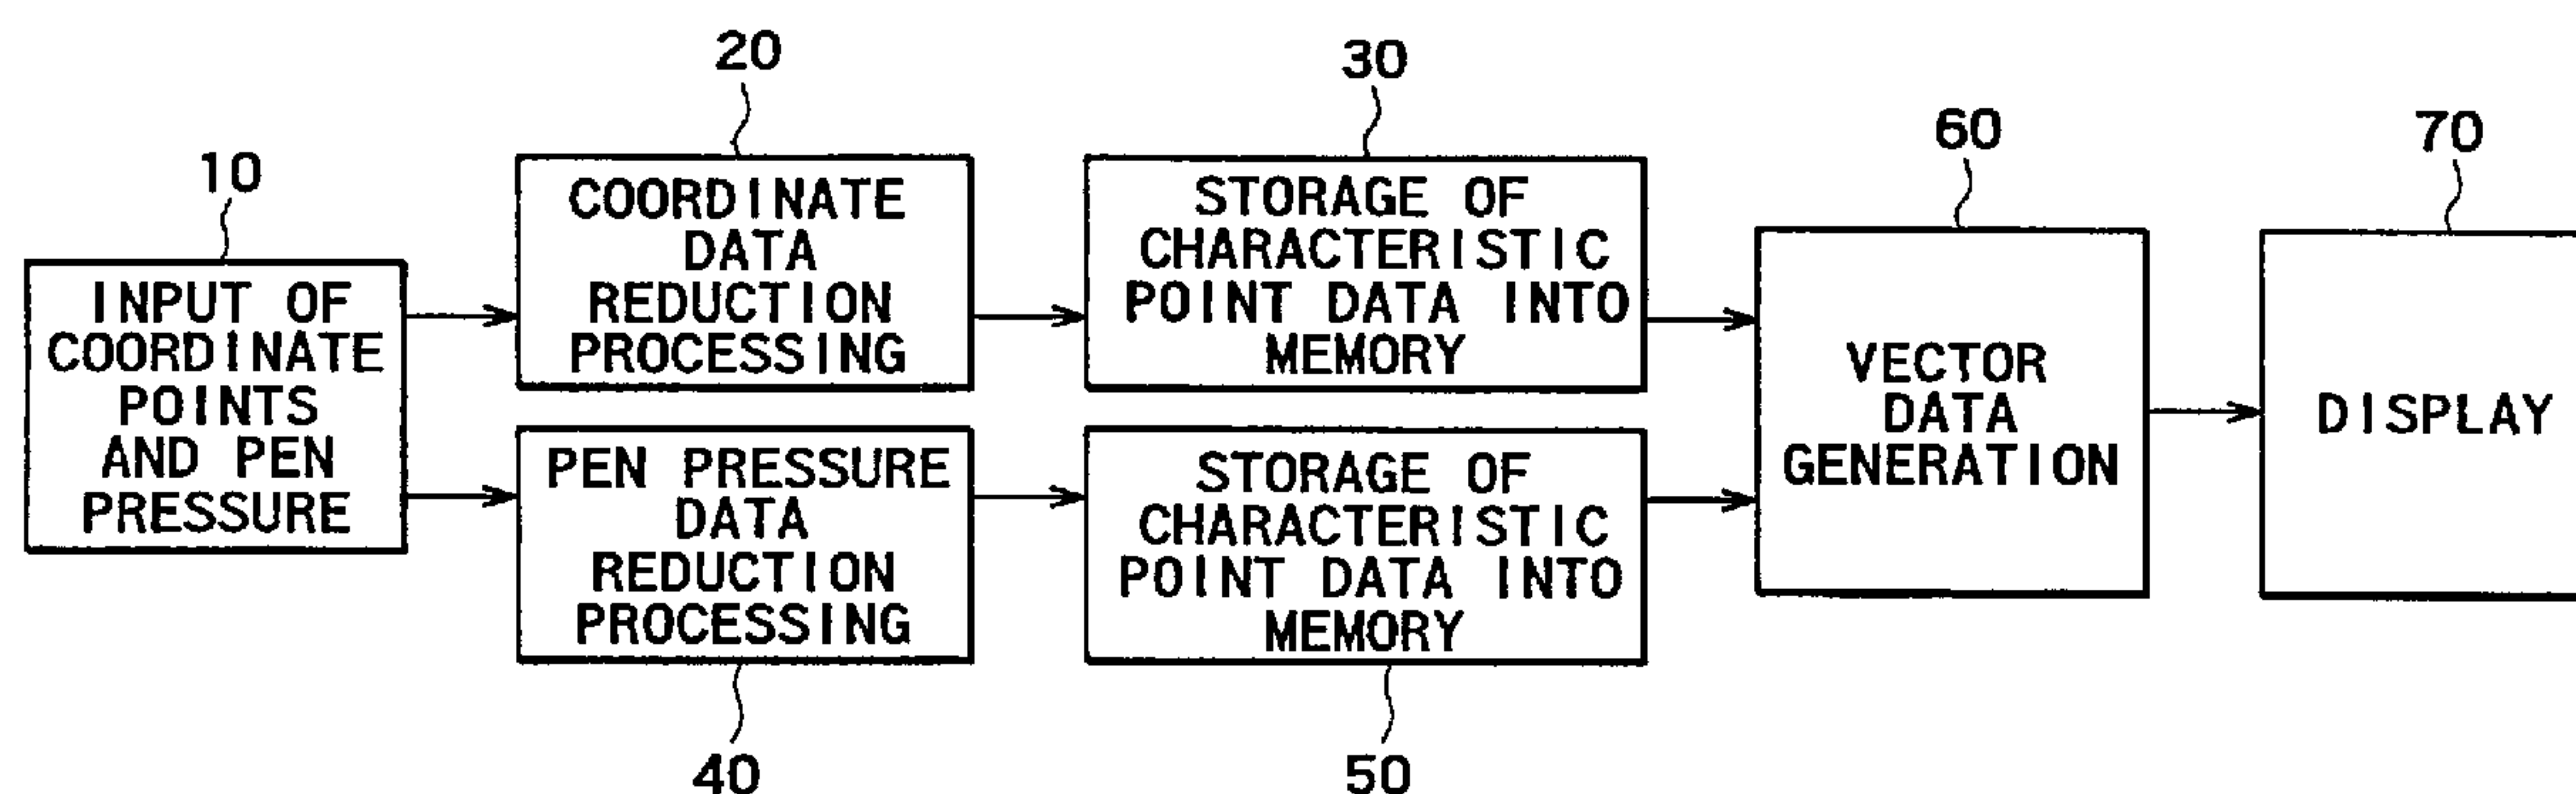 10
INPUT OF
COORDINATE
POINTS
AND PEN
PRESSURE
20
COORDINATE
DATA
REDUCTION
PROCESSING
30
STORAGE OF
CHARACTERISTIC
POINT DATA INTO
MEMORY
PEN PRESSURE
DATA
REDUCTION
PROCESSING
40
STORAGE OF
CHARACTERISTIC
POINT DATA INTO
MEMORY
50
60
VECTOR
DATA
GENERATION
70
DISPLAY